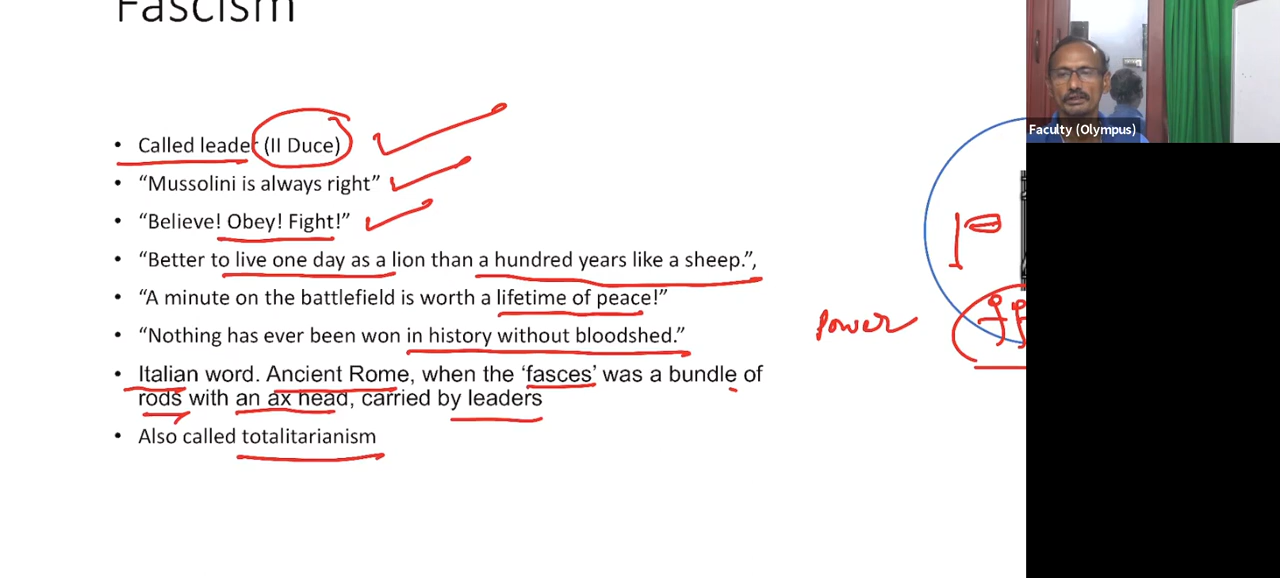 Fascism
• Called leader (II Duce)
• “Mussolini is always right”
• “Believe! Obey! Fight!”
• “Better to live one day as a lion than a hundred years like a sheep.”,
• “A minute on the battlefield is worth a lifetime of peace!”
• “Nothing has ever been won in history without bloodshed.”
• Italian word. Ancient Rome, when the ‘fasces’ was a bundle of
rods with an ax head, carried by leaders
• Also called totalitarianism
Power
Faculty (Olympus)